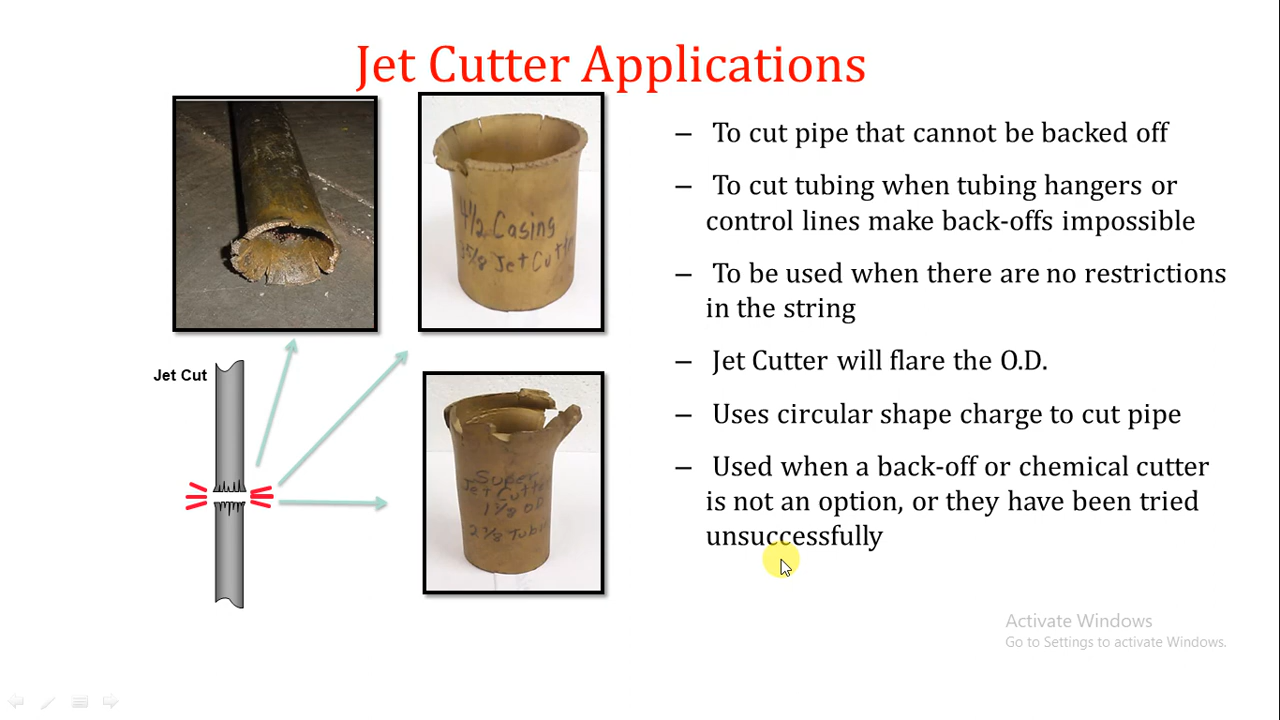 Jet Cutter Applications
– To cut pipe that cannot be backed off
– To cut tubing when tubing hangers or
control lines make back-offs impossible
– To be used when there are no restrictions
in the string
– Jet Cutter will flare the O.D.
– Uses circular shape charge to cut pipe
– Used when a back-off or chemical cutter
is not an option, or they have been tried
unsuccessfully
4½ Casing
Jet Cutte
Jet Cut
Super
Jet Cutter
2⅜ Tub
Activate Windows
Go to Settings to activate Windows.